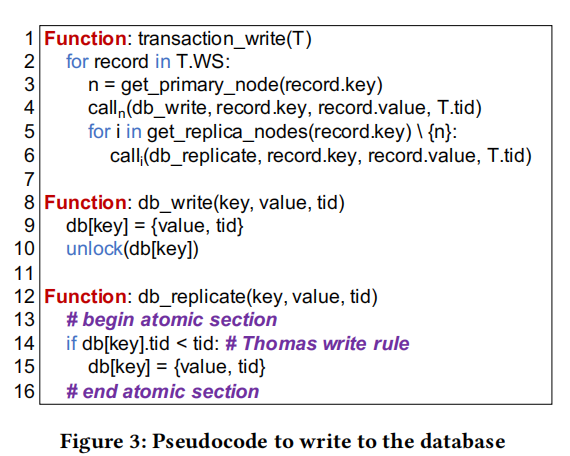 1 Function: transaction_write(T)
2 for record in T.WS:
3 n = get_primary_node(record.key)
4 callₙ(db_write, record.key, record.value, T.tid)
5 for i in get_replica_nodes(record.key) \ {n}:
6 callᵢ(db_replicate, record.key, record.value, T.tid)
7
8 Function: db_write(key, value, tid)
9 db[key] = {value, tid}
10 unlock(db[key])
11
12 Function: db_replicate(key, value, tid)
13 # begin atomic section
14 if db[key].tid < tid: # Thomas write rule
15 db[key] = {value, tid}
16 # end atomic section
Figure 3: Pseudocode to write to the database